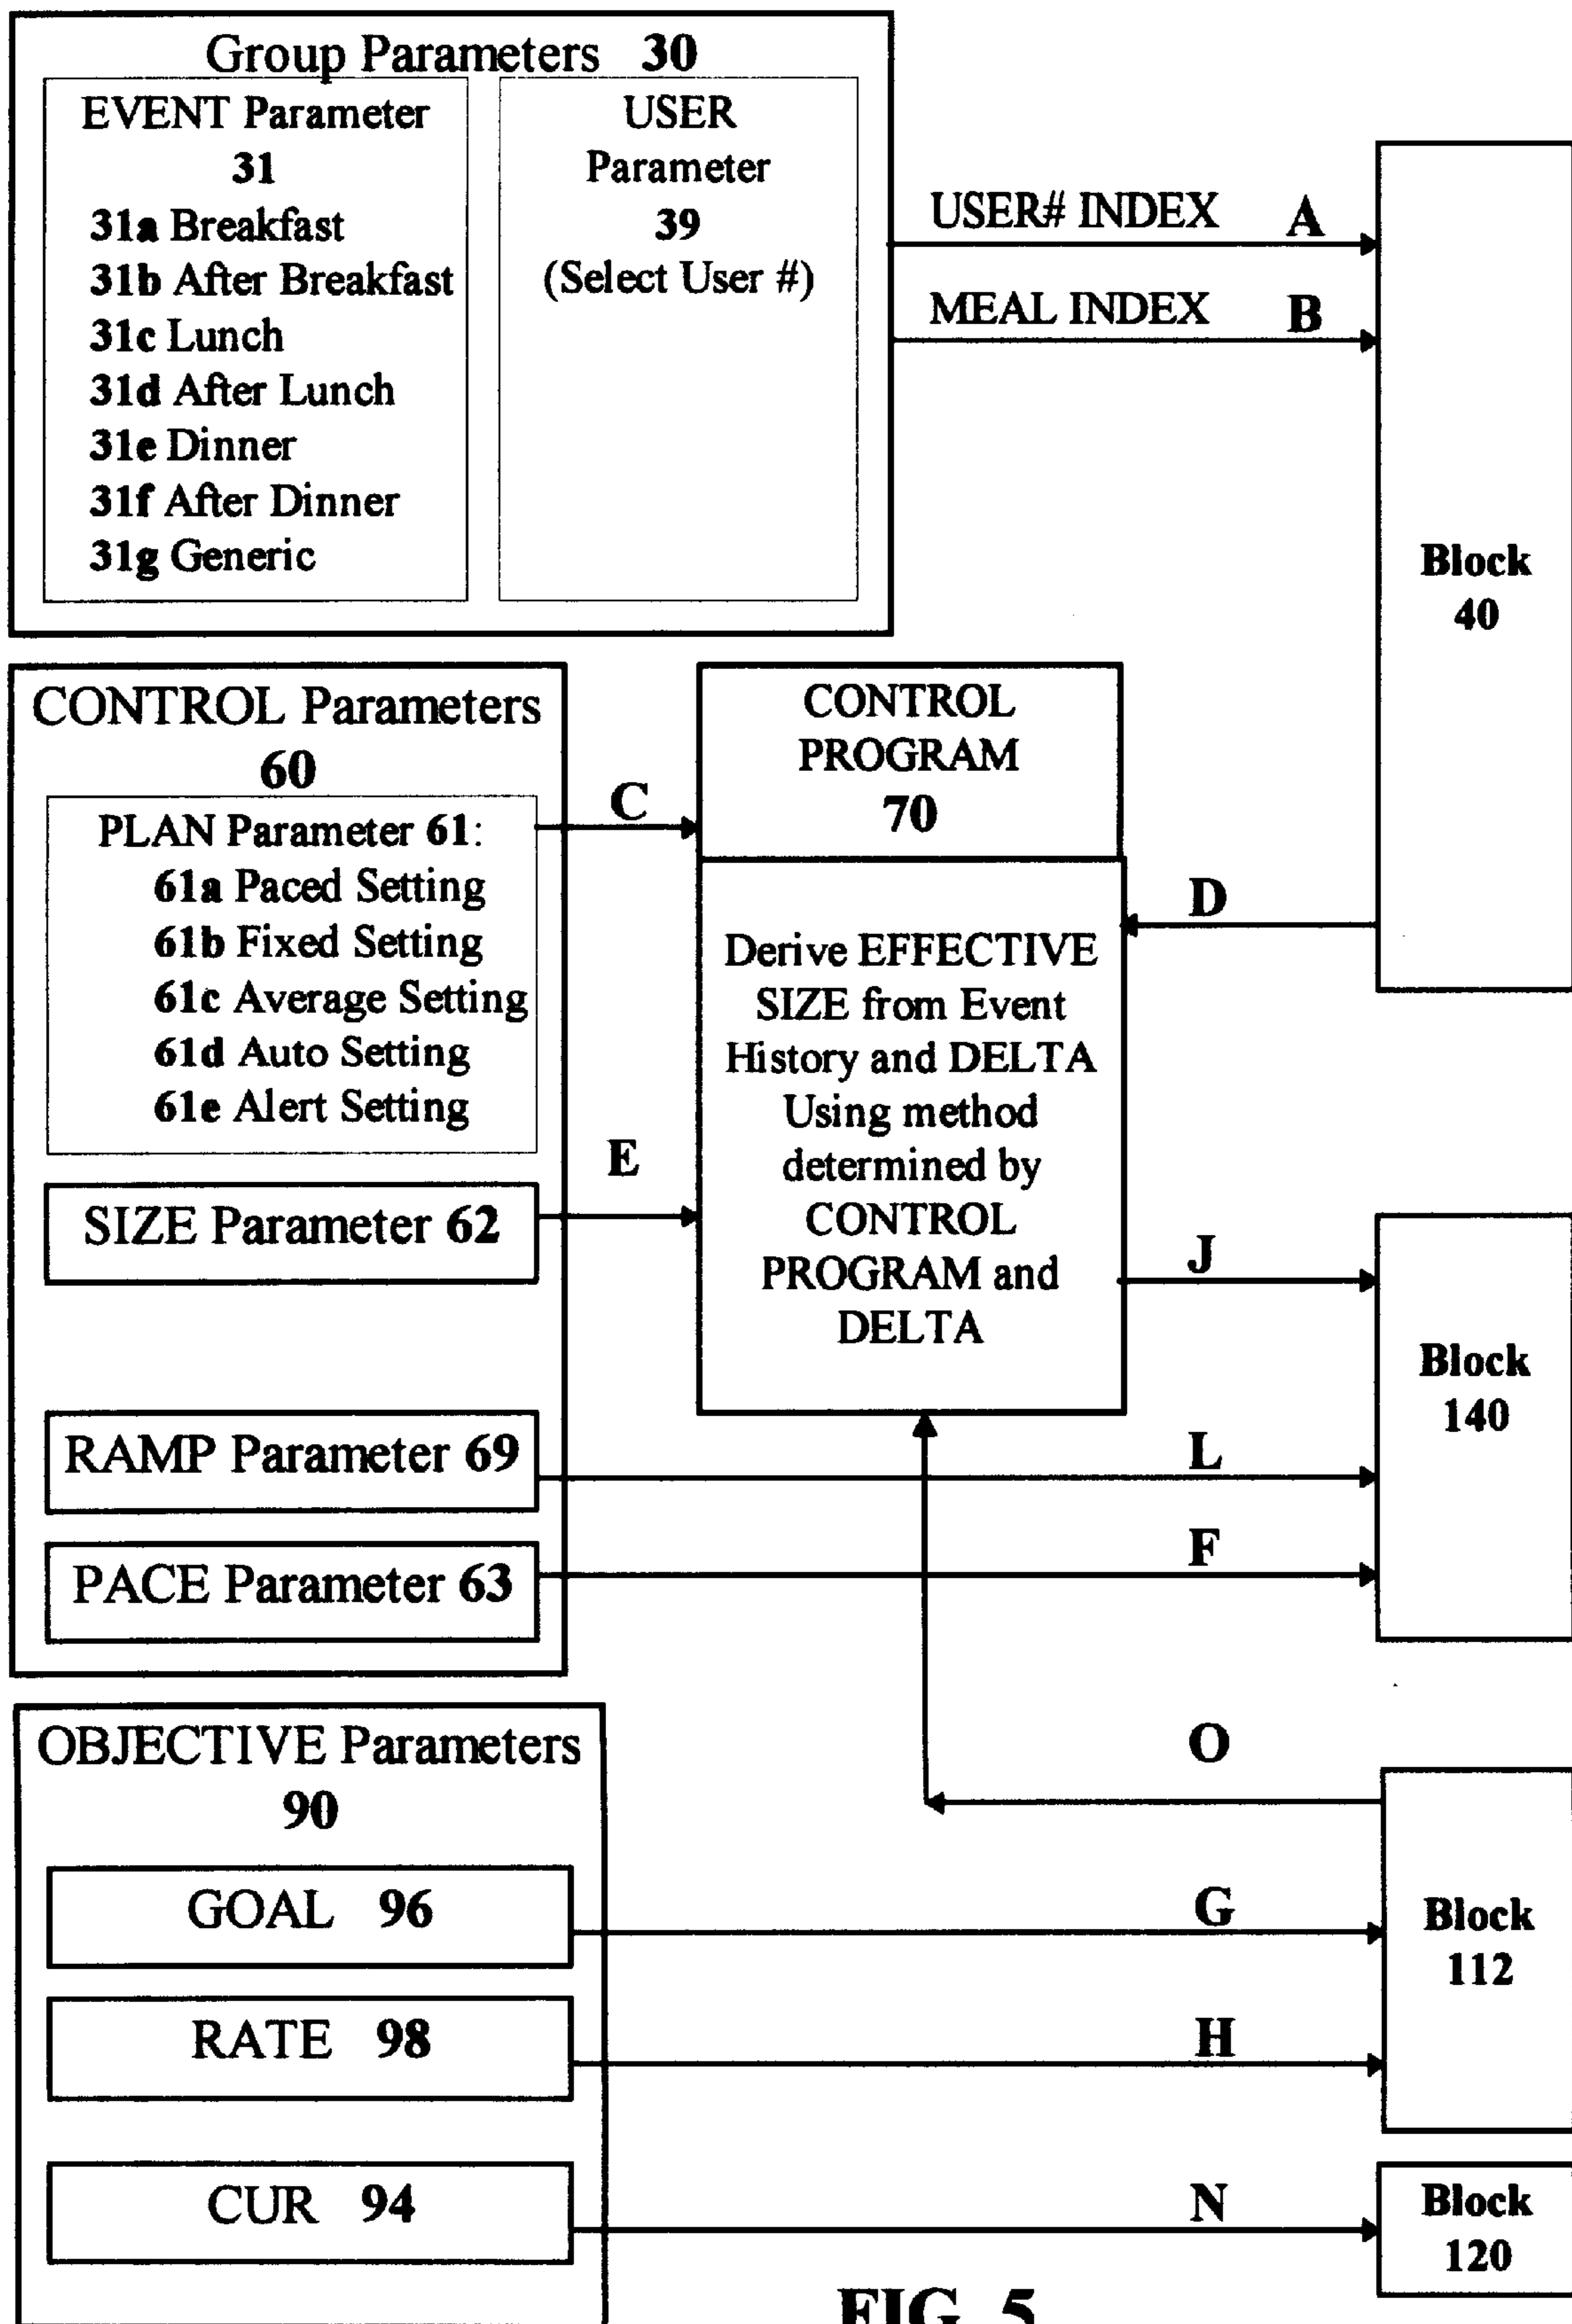 Group Parameters 30
EVENT Parameter
31
31a Breakfast
31b After Breakfast
31c Lunch
31d After Lunch
31e Dinner
31f After Dinner
31g Generic
USER
Parameter
39
(Select User #)
USER# INDEX A
MEAL INDEX B
Block
40
CONTROL Parameters
60
PLAN Parameter 61:
61a Paced Setting
61b Fixed Setting
61c Average Setting
61d Auto Setting
61e Alert Setting
SIZE Parameter 62
RAMP Parameter 69
PACE Parameter 63
C
E
CONTROL
PROGRAM
70
Derive EFFECTIVE
SIZE from Event
History and DELTA
Using method
determined by
CONTROL
PROGRAM and
DELTA
D
J
L
F
Block
140
OBJECTIVE Parameters
90
GOAL 96
RATE 98
CUR 94
O
G
H
N
Block
112
Block
120
FIG. 5